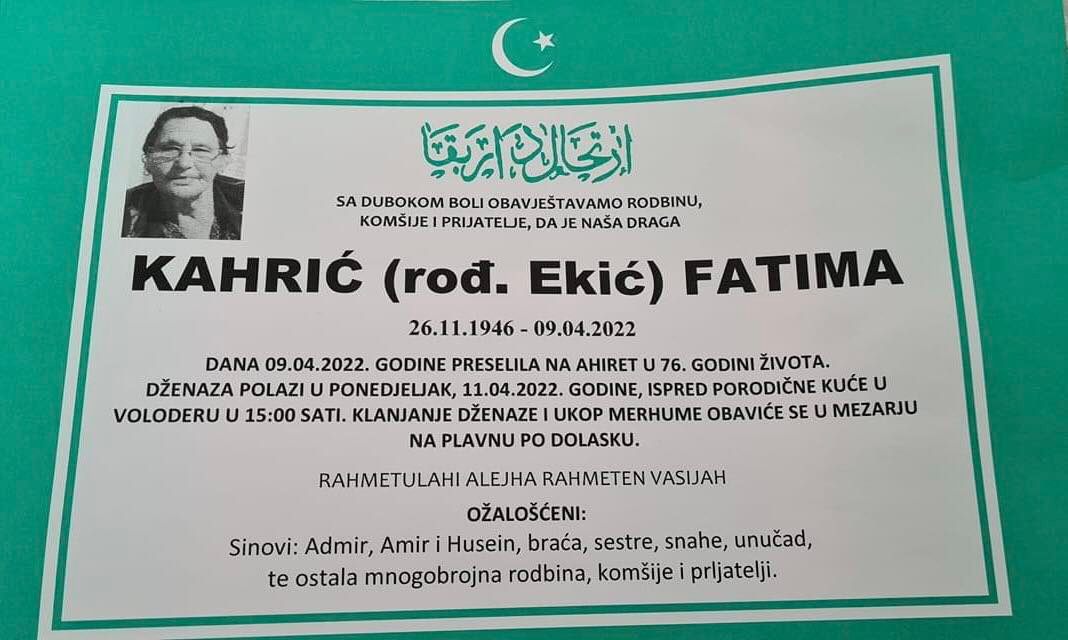 ارتحال دار بقا
SA DUBOKOM BOLI OBAVJEŠTAVAMO RODBINU,
KOMŠIJE I PRIJATELJE, DA JE NAŠA DRAGA
KAHRIĆ (rođ. Ekić) FATIMA
26.11.1946 - 09.04.2022
DANA 09.04.2022. GODINE PRESELILA NA AHIRET U 76. GODINI ŽIVOTA.
DŽENAZA POLAZI U PONEDJELJAK, 11.04.2022. GODINE, ISPRED PORODIČNE KUĆE U
VOLODERU U 15:00 SATI. KLANJANJE DŽENAZE I UKOP MERHUME OBAVIĆE SE U MEZARJU
NA PLAVNU PO DOLASKU.
RAHMETULAHI ALEJHA RAHMETEN VASIJAH
OŽALOŠĆENI:
Sinovi: Admir, Amir i Husein, braća, sestre, snahe, unučad,
te ostala mnogobrojna rodbina, komšije i prljatelji.